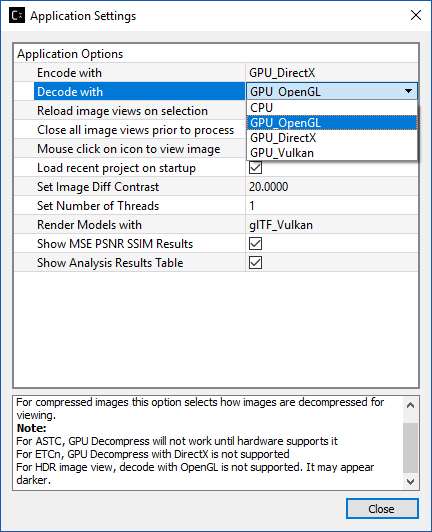 Application Settings
Application Options
Encode with GPU_DirectX
Decode with GPU_OpenGL
Reload image views on selection CPU
GPU_OpenGL
Close all image views prior to process GPU_DirectX
Mouse click on icon to view image GPU_Vulkan
Load recent project on startup
Set Image Diff Contrast 20.0000
Set Number of Threads 1
Render Models with glTF_Vulkan
Show MSE PSNR SSIM Results
Show Analysis Results Table
For compressed images this option selects how images are decompressed for
viewing.
Note:
For ASTC, GPU Decompress will not work until hardware supports it
For ETCn, GPU Decompress with DirectX is not supported
For HDR image view, decode with OpenGL is not supported. It may appear
darker.
Close